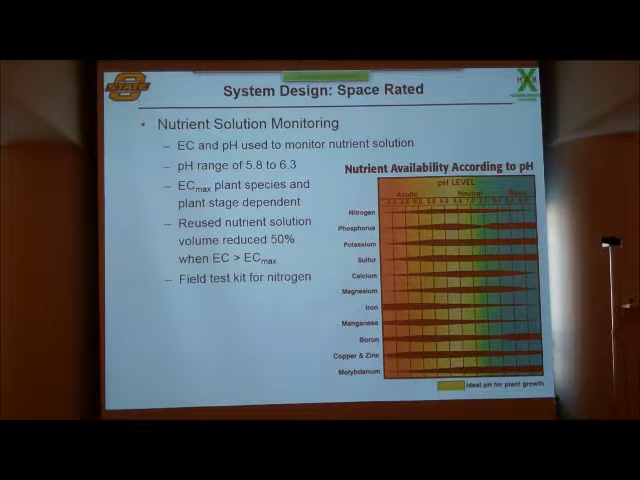 STATE
System Design: Space Rated
X
• Nutrient Solution Monitoring
– EC and pH used to monitor nutrient solution
– pH range of 5.8 to 6.3
– ECmax plant species and
plant stage dependent
– Reused nutrient solution
volume reduced 50%
when EC > ECmax
– Field test kit for nitrogen
Nutrient Availability According to pH
pH LEVEL
Acidic Neutral Basic
Nitrogen
Phosphorus
Potassium
Sulfur
Calcium
Magnesium
Iron
Manganese
Boron
Copper & Zinc
Molybdenum
Ideal pH for plant growth